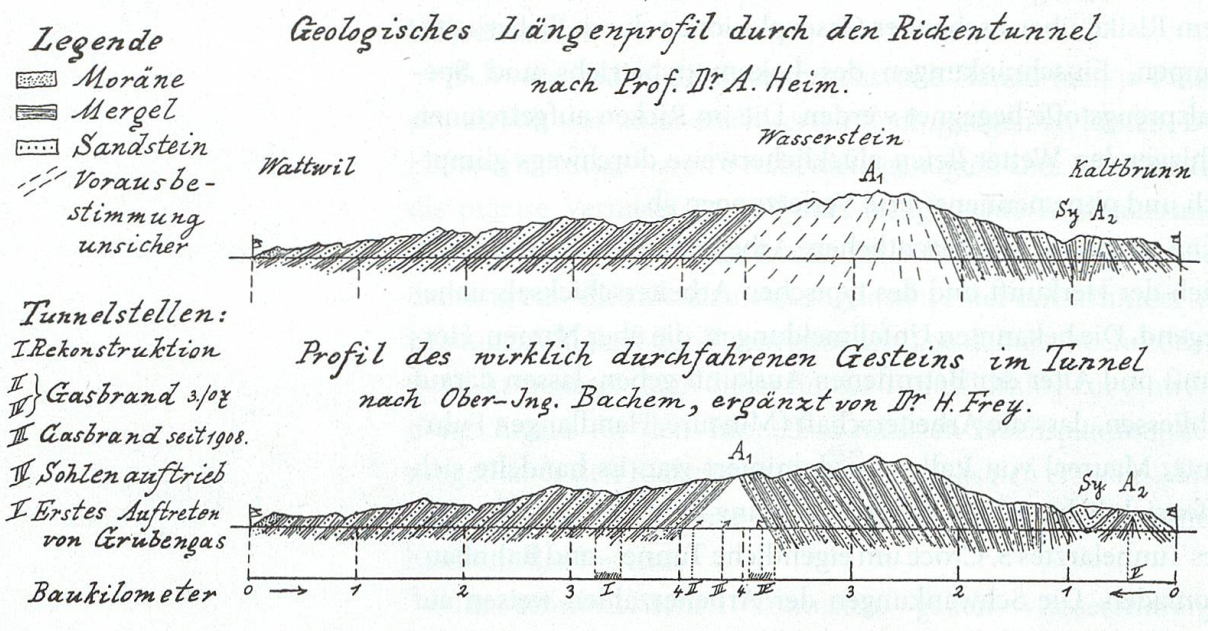 Geologisches Längenprofil durch den Rickentunnel
nach Prof. Dr A. Heim.
Legende
Moräne
Mergel
Sandstein
Vorausbe-
stimmung
unsicher
Wattwil
Wasserstein
A1
Kaltbrunn
Sy A2
Tunnelstellen:
I Rekonstruktion
II
IV } Gasbrand 3./07
III Gasbrand seit 1908.
IV Sohlenauftrieb
V Erstes Auftreten
von Grubengas
Profil des wirklich durchfahrenen Gesteins im Tunnel
nach Ober-Ing. Bachem, ergänzt von Dr H. Frey.
A1
Sy A2
I II III IV V
Baukilometer 0 1 2 3 4 4 3 2 1 0